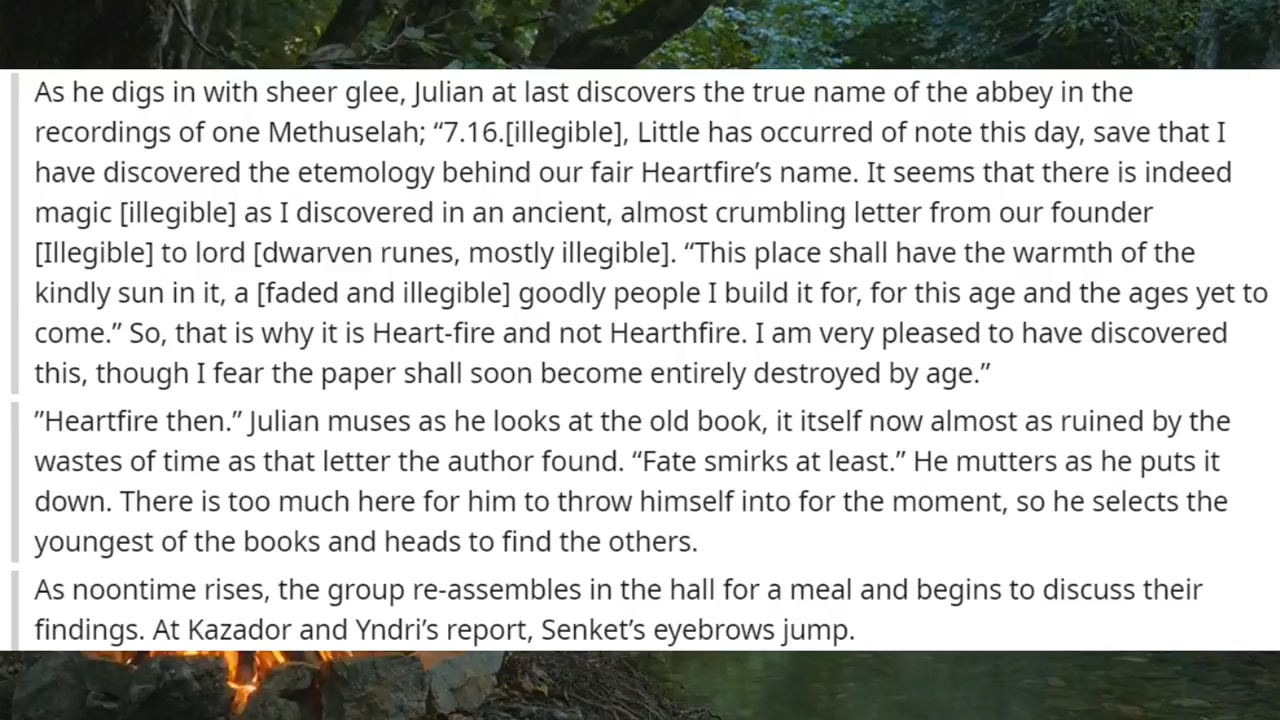 As he digs in with sheer glee, Julian at last discovers the true name of the abbey in the
recordings of one Methuselah; “7.16.[illegible], Little has occurred of note this day, save that I
have discovered the etemology behind our fair Heartfire’s name. It seems that there is indeed
magic [illegible] as I discovered in an ancient, almost crumbling letter from our founder
[Illegible] to lord [dwarven runes, mostly illegible]. “This place shall have the warmth of the
kindly sun in it, a [faded and illegible] goodly people I build it for, for this age and the ages yet to
come.” So, that is why it is Heart-fire and not Hearthfire. I am very pleased to have discovered
this, though I fear the paper shall soon become entirely destroyed by age.”
”Heartfire then.” Julian muses as he looks at the old book, it itself now almost as ruined by the
wastes of time as that letter the author found. “Fate smirks at least.” He mutters as he puts it
down. There is too much here for him to throw himself into for the moment, so he selects the
youngest of the books and heads to find the others.
As noontime rises, the group re-assembles in the hall for a meal and begins to discuss their
findings. At Kazador and Yndri’s report, Senket’s eyebrows jump.